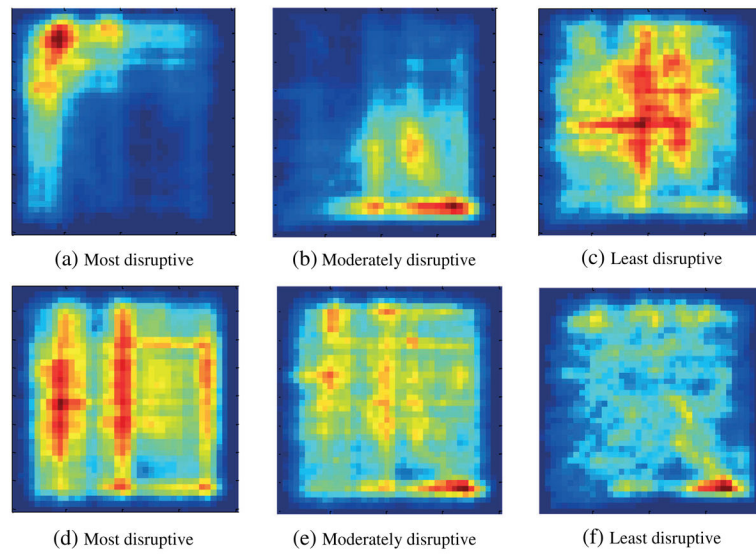 (a) Most disruptive
(b) Moderately disruptive
(c) Least disruptive
(d) Most disruptive
(e) Moderately disruptive
(f) Least disruptive